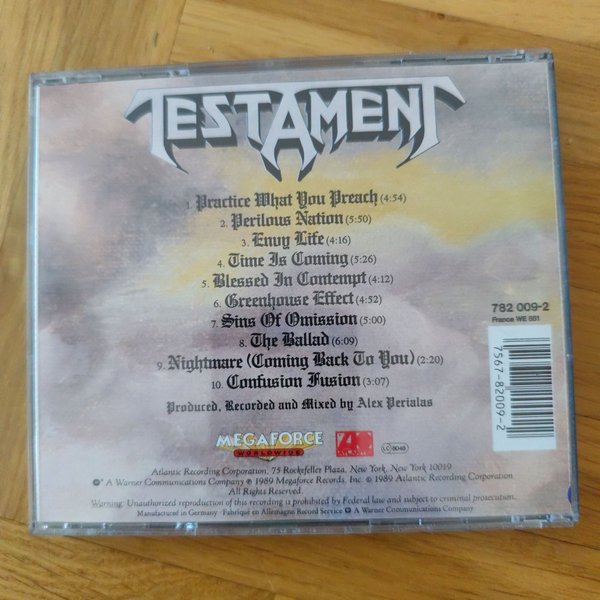 TESTAMENT
1. Practice What You Preach (4:54)
2. Perilous Nation (5:50)
3. Envy Life (4:16)
4. Time Is Coming (5:26)
5. Blessed In Contempt (4:12)
6. Greenhouse Effect (4:52)
7. Sins Of Omission (5:00)
8. The Ballad (6:09)
9. Nightmare (Coming Back To You) (2:20)
10. Confusion Fusion (3:07)
Produced, Recorded and Mixed by Alex Perialas
782 009-2
France WE 851
7567-82009-2
MEGAFORCE
WORLDWIDE
Atlantic Recording Corporation, 75 Rockefeller Plaza, New York, New York 10019
℗* A Warner Communications Company ℗ 1989 Megaforce Records, Inc. © 1989 Atlantic Recording Corporation
All Rights Reserved.
Warning: Unauthorized reproduction of this recording is prohibited by Federal law and subject to criminal prosecution.
Manufactured in Germany · Fabriqué en Allemagne Record Service ℗ A Warner Communications Company